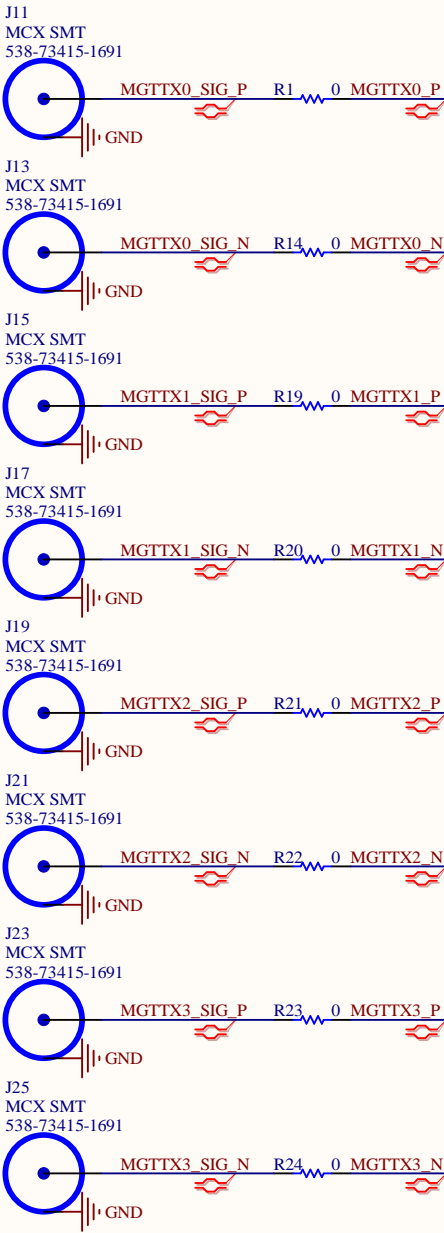 J11
MCX SMT
538-73415-1691
MGTTX0_SIG_P R1 0 MGTTX0_P
GND
J13
MCX SMT
538-73415-1691
MGTTX0_SIG_N R14 0 MGTTX0_N
GND
J15
MCX SMT
538-73415-1691
MGTTX1_SIG_P R19 0 MGTTX1_P
GND
J17
MCX SMT
538-73415-1691
MGTTX1_SIG_N R20 0 MGTTX1_N
GND
J19
MCX SMT
538-73415-1691
MGTTX2_SIG_P R21 0 MGTTX2_P
GND
J21
MCX SMT
538-73415-1691
MGTTX2_SIG_N R22 0 MGTTX2_N
GND
J23
MCX SMT
538-73415-1691
MGTTX3_SIG_P R23 0 MGTTX3_P
GND
J25
MCX SMT
538-73415-1691
MGTTX3_SIG_N R24 0 MGTTX3_N
GND